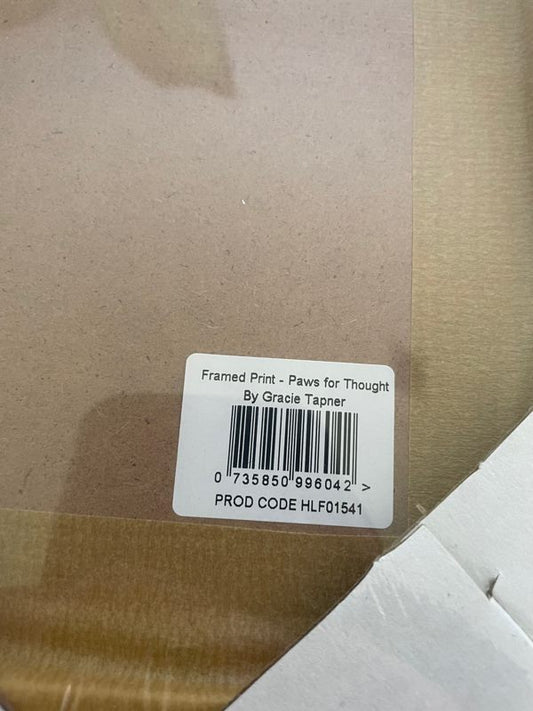 Framed Print - Paws for Thought
By Gracie Tapner
0 735850 996042 >
PROD CODE HLF01541